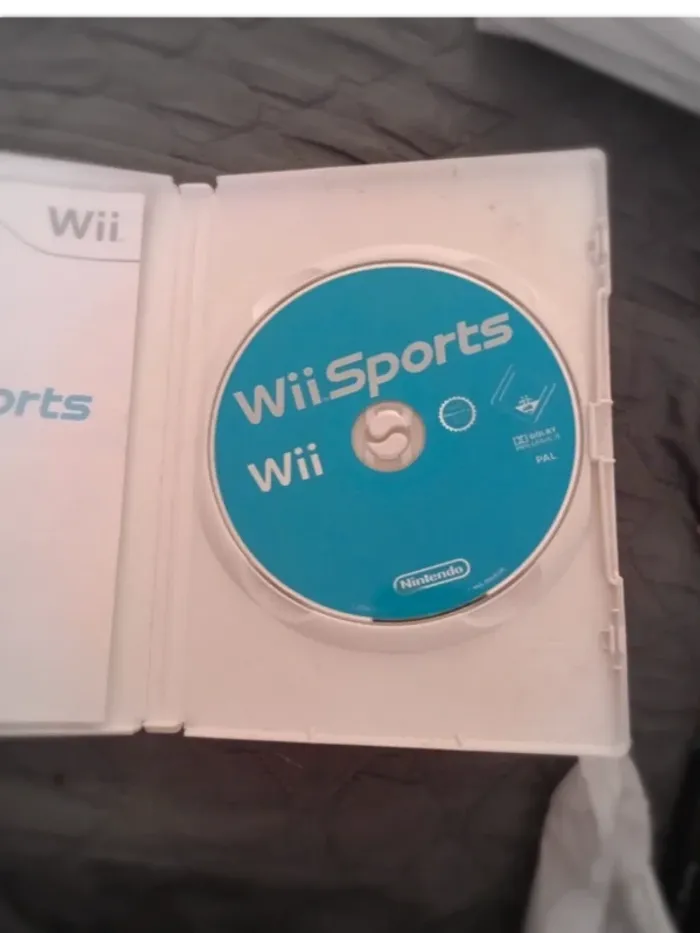 Wii
orts
Wii Sports
Wii
DOLBY
PAL
Nintendo